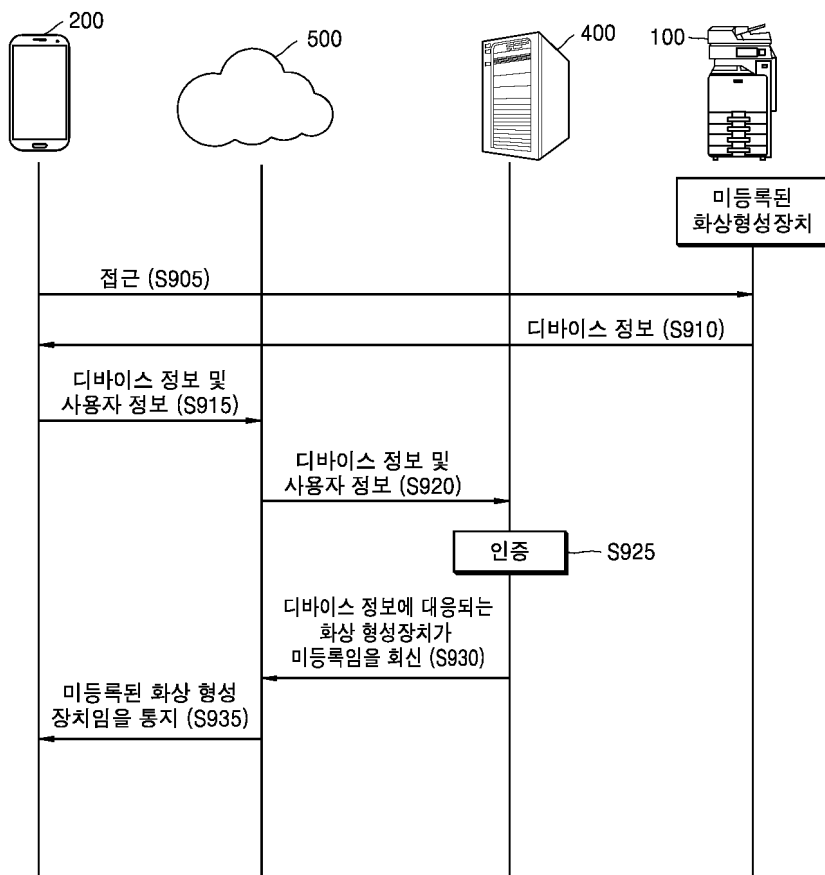 200
500
400
100
미등록된
화상형성장치
접근 (S905)
디바이스 정보 (S910)
디바이스 정보 및
사용자 정보 (S915)
디바이스 정보 및
사용자 정보 (S920)
인증
S925
디바이스 정보에 대응되는
화상 형성장치가
미등록임을 회신 (S930)
미등록된 화상 형성
장치임을 통지 (S935)